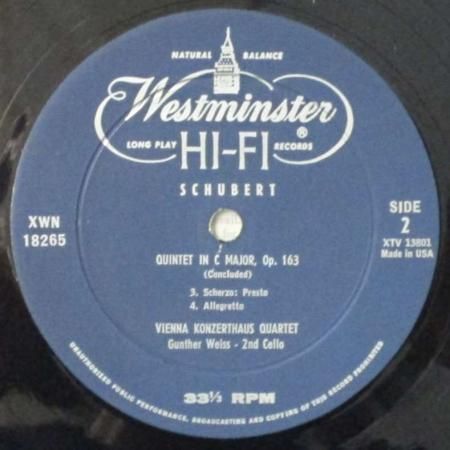 NATURAL BALANCE
Westminster ®
LONG PLAY HI-FI RECORDS
SCHUBERT
XWN
18265
SIDE
2
XTV 13801
Made in USA
QUINTET IN C MAJOR, Op. 163
(Concluded)
3. Scherzo: Presto
4. Allegretto
VIENNA KONZERTHAUS QUARTET
Gunther Weiss - 2nd Cello
33⅓ RPM
UNAUTHORIZED PUBLIC PERFORMANCE, BROADCASTING AND COPYING OF THIS RECORD PROHIBITED